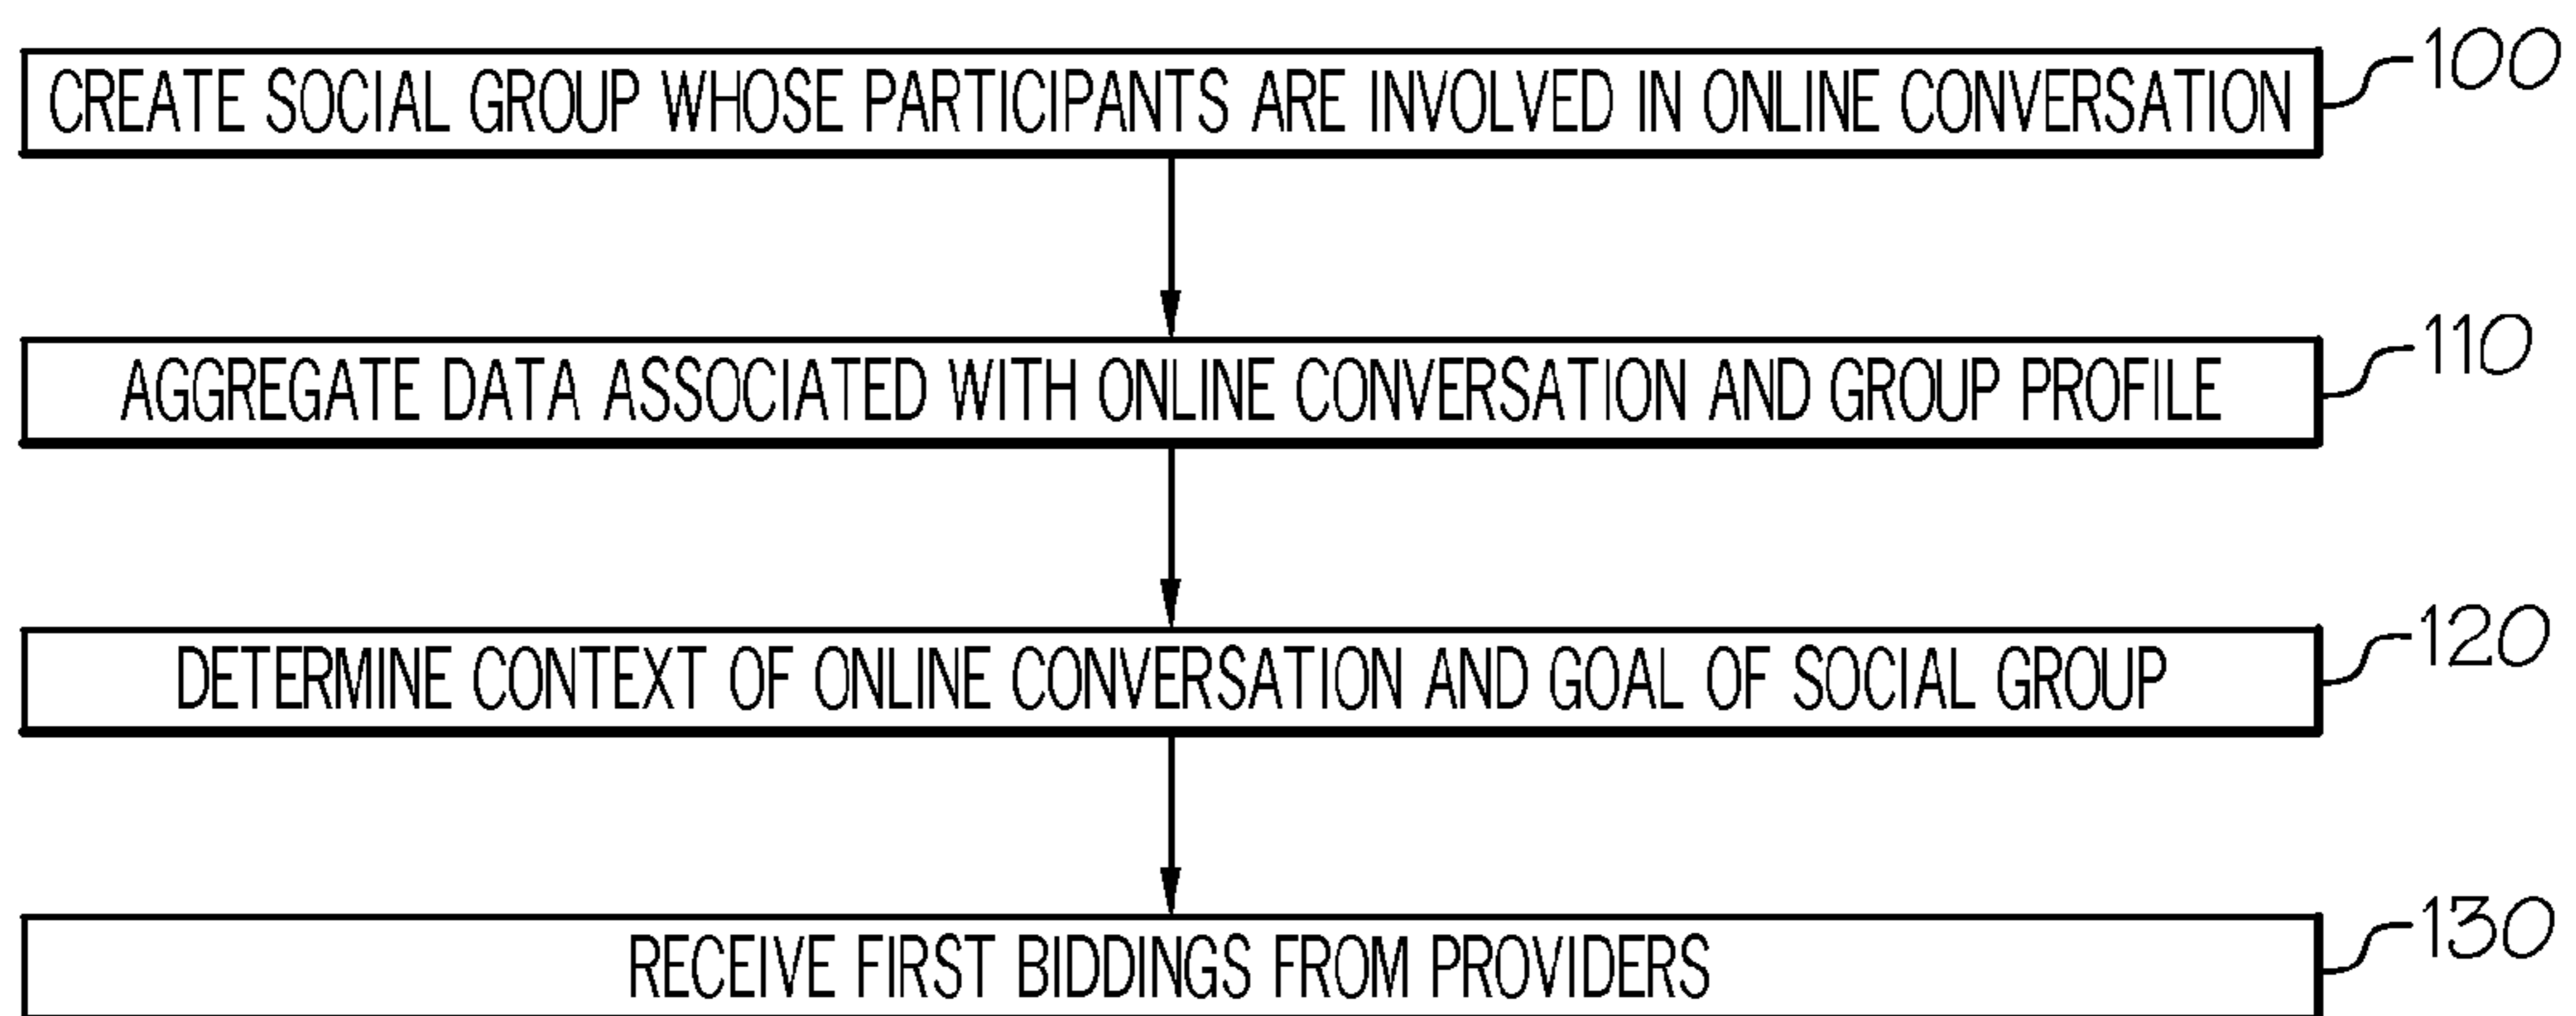 CREATE SOCIAL GROUP WHOSE PARTICIPANTS ARE INVOLVED IN ONLINE CONVERSATION 100
AGGREGATE DATA ASSOCIATED WITH ONLINE CONVERSATION AND GROUP PROFILE 110
DETERMINE CONTEXT OF ONLINE CONVERSATION AND GOAL OF SOCIAL GROUP 120
RECEIVE FIRST BIDDINGS FROM PROVIDERS 130